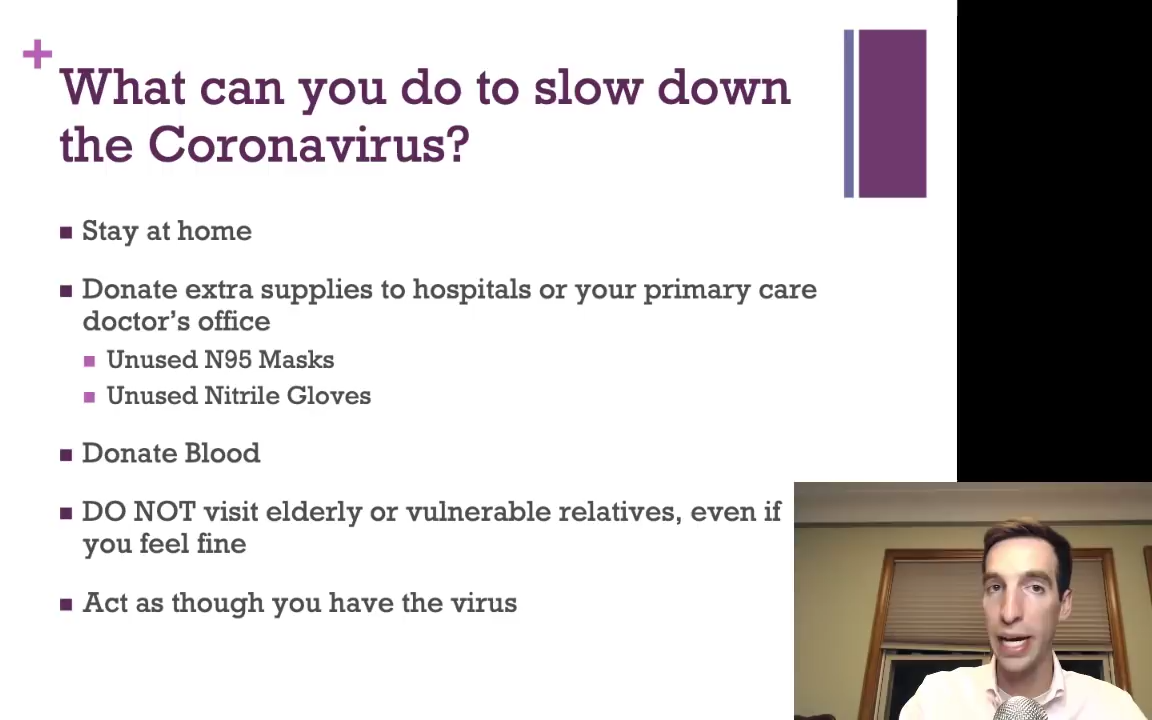 What can you do to slow down
the Coronavirus?
Stay at home
Donate extra supplies to hospitals or your primary care
doctor's office
Unused N95 Masks
Unused Nitrile Gloves
Donate Blood
DO NOT visit elderly or vulnerable relatives, even if
you feel fine
Act as though you have the virus